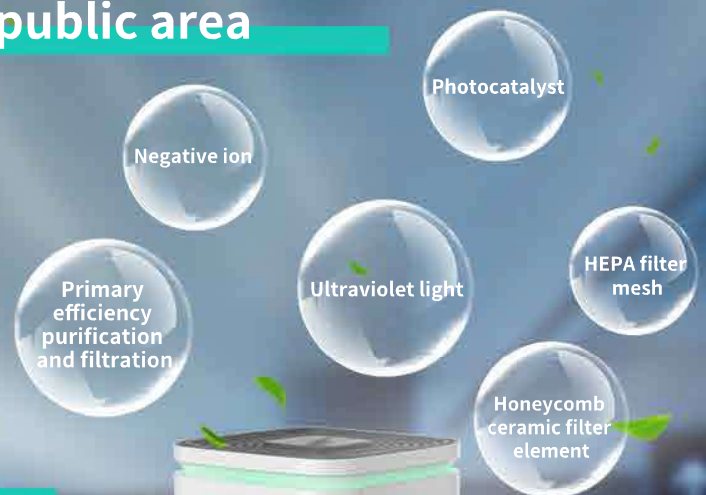 public area
Photocatalyst
Negative ion
HEPA filter
mesh
Ultraviolet light
Primary
efficiency
purification
and filtration
Honeycomb
ceramic filter
element